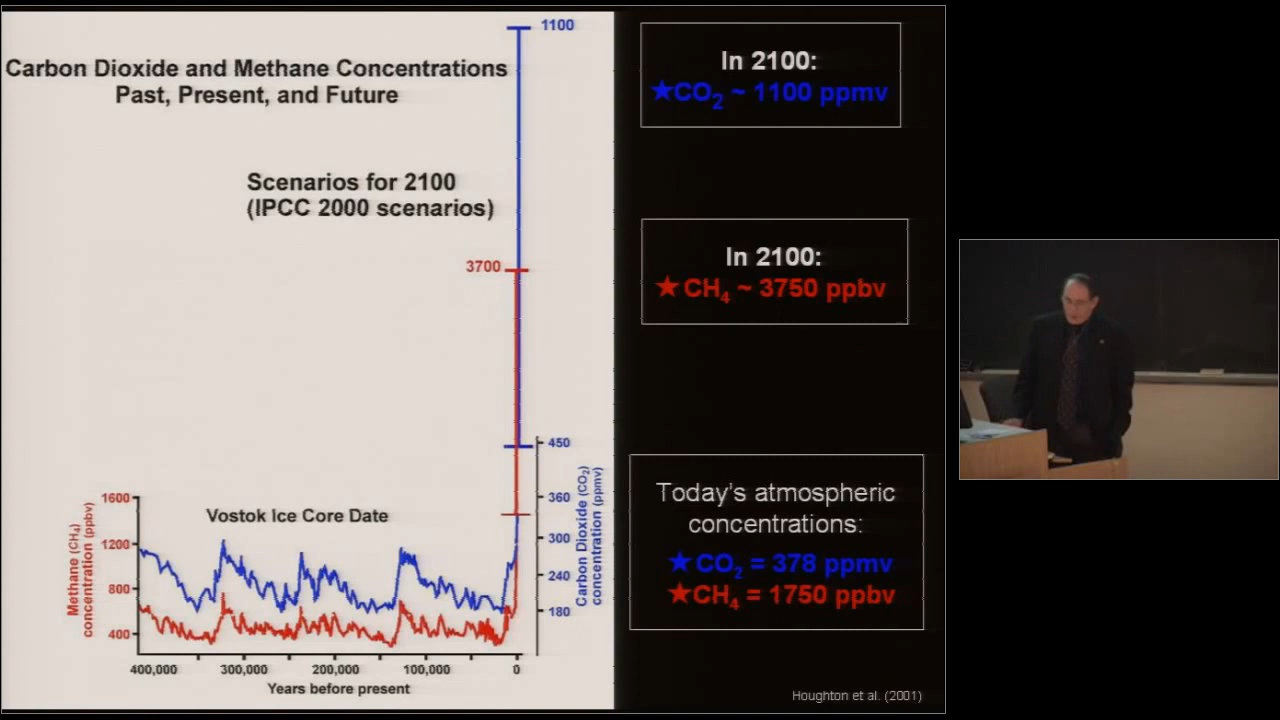 1100
Carbon Dioxide and Methane Concentrations
Past, Present, and Future
Scenarios for 2100
(IPCC 2000 scenarios)
3700
450
1600
1200
800
400
Methane (CH4)
concentration (ppbv)
Vostok Ice Core Date
360
300
240
180
Carbon Dioxide (CO2)
concentration (ppmv)
400,000 300,000 200,000 100,000 0
Years before present
In 2100:
★CO₂ ~ 1100 ppmv
In 2100:
★CH₄ ~ 3750 ppbv
Today's atmospheric
concentrations:
★CO₂ = 378 ppmv
★CH₄ = 1750 ppbv
Houghton et al. (2001)